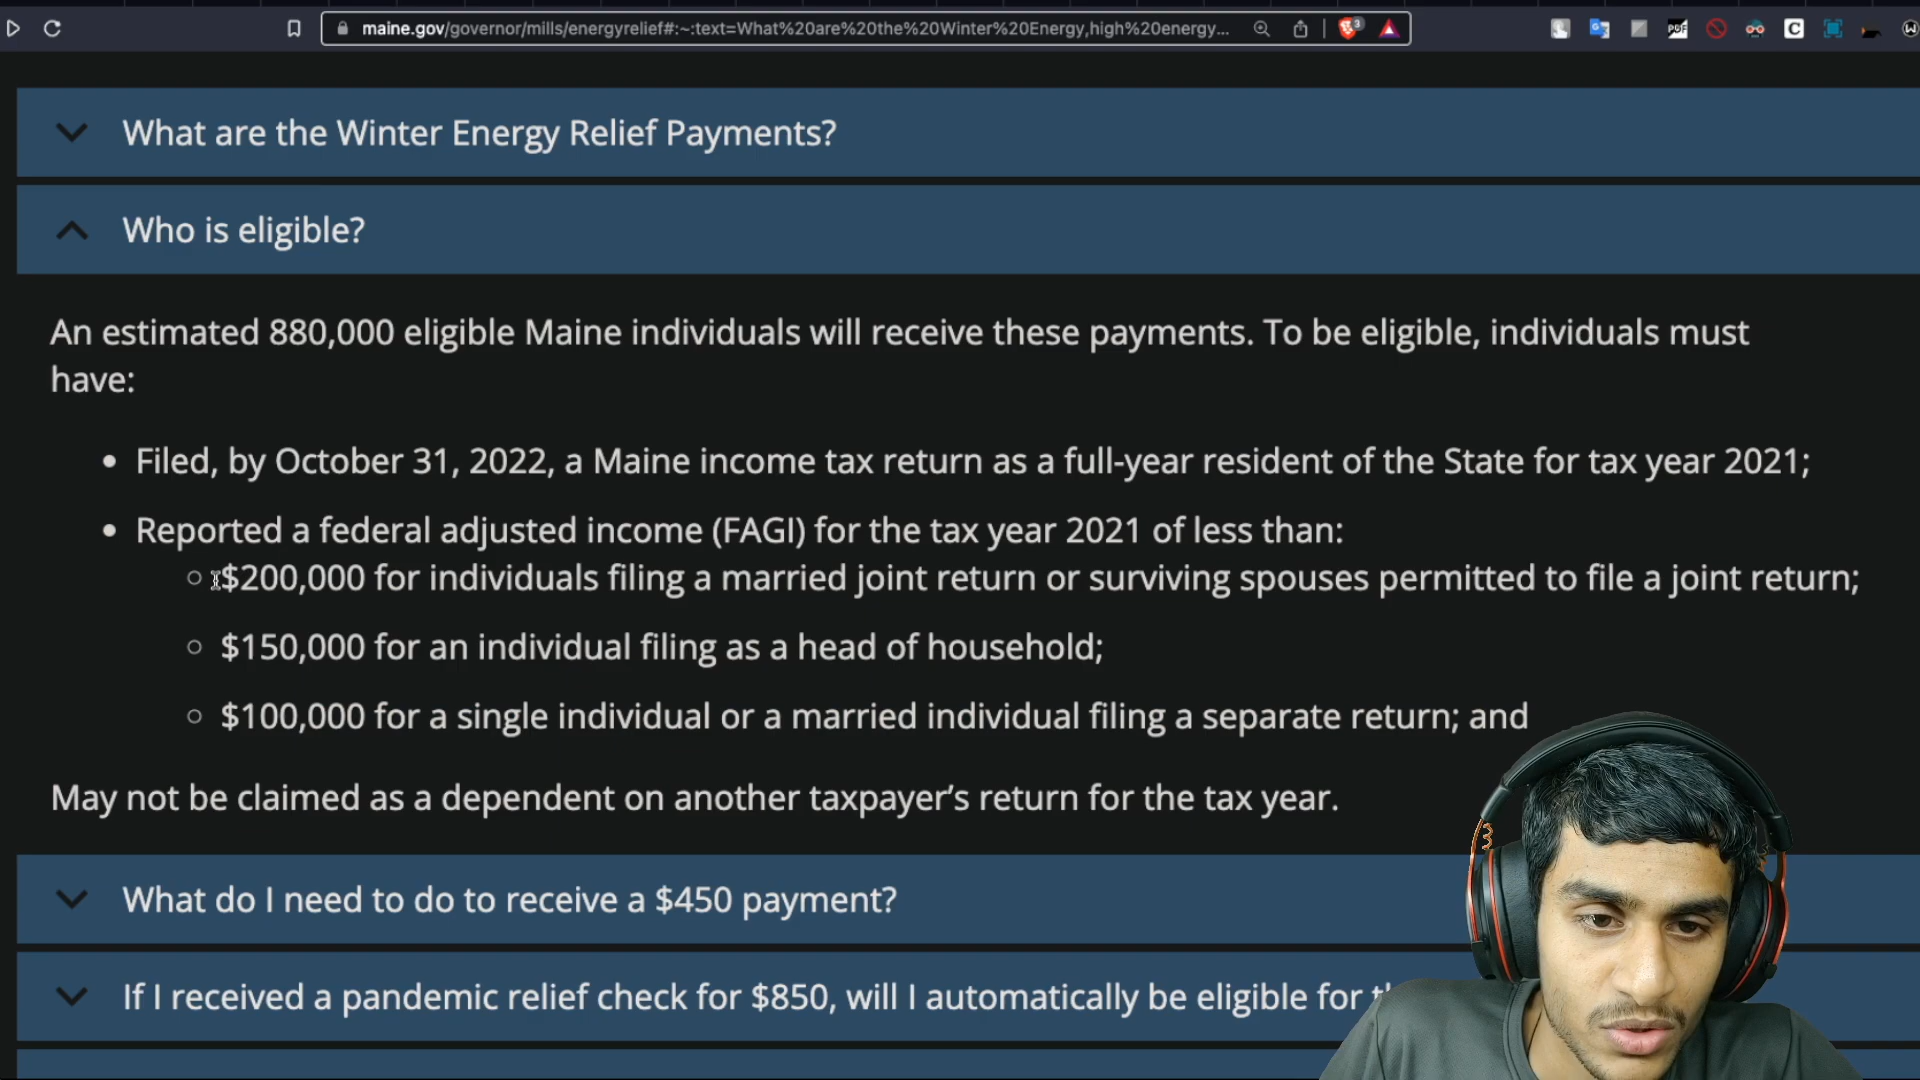 maine.gov/governor/mills/energyrelief#:~:text=What%20are%20the%20Winter%20Energy,high%20energy...
3
PDF
C
W
What are the Winter Energy Relief Payments?
Who is eligible?
An estimated 880,000 eligible Maine individuals will receive these payments. To be eligible, individuals must
have:
• Filed, by October 31, 2022, a Maine income tax return as a full-year resident of the State for tax year 2021;
• Reported a federal adjusted income (FAGI) for the tax year 2021 of less than:
○ $200,000 for individuals filing a married joint return or surviving spouses permitted to file a joint return;
○ $150,000 for an individual filing as a head of household;
○ $100,000 for a single individual or a married individual filing a separate return; and
May not be claimed as a dependent on another taxpayer’s return for the tax year.
What do I need to do to receive a $450 payment?
If I received a pandemic relief check for $850, will I automatically be eligible for